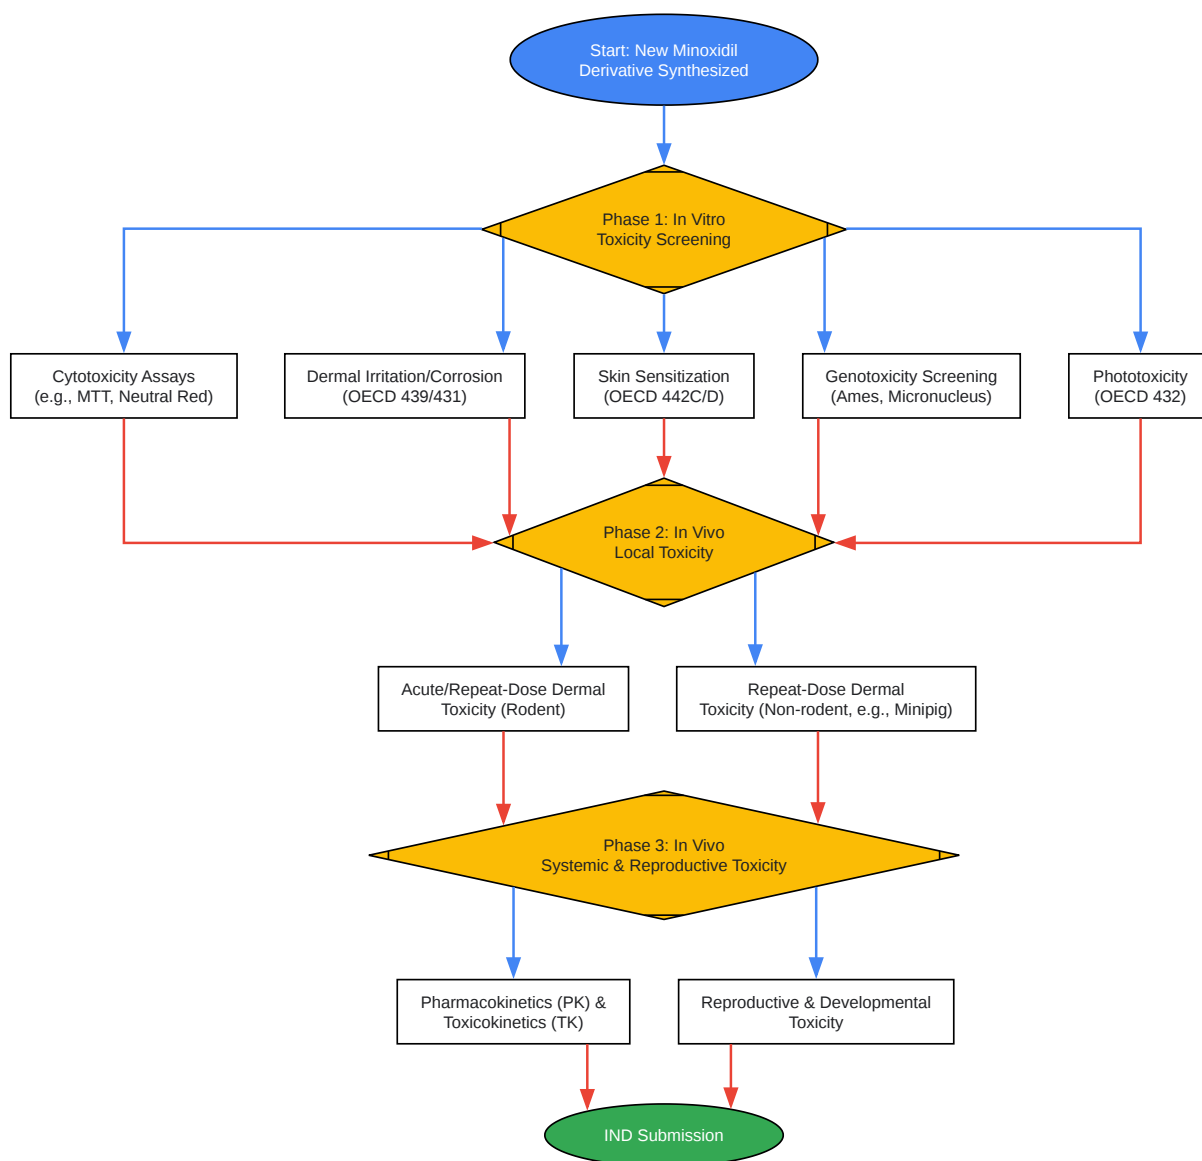 Start: New Minoxidil
Derivative Synthesized
Phase 1: In Vitro
Toxicity Screening
Cytotoxicity Assays
(e.g., MTT, Neutral Red)
Dermal Irritation/Corrosion
(OECD 439/431)
Skin Sensitization
(OECD 442C/D)
Genotoxicity Screening
(Ames, Micronucleus)
Phototoxicity
(OECD 432)
Phase 2: In Vivo
Local Toxicity
Acute/Repeat-Dose Dermal
Toxicity (Rodent)
Repeat-Dose Dermal
Toxicity (Non-rodent, e.g., Minipig)
Phase 3: In Vivo
Systemic & Reproductive Toxicity
Pharmacokinetics (PK) &
Toxicokinetics (TK)
Reproductive & Developmental
Toxicity
IND Submission